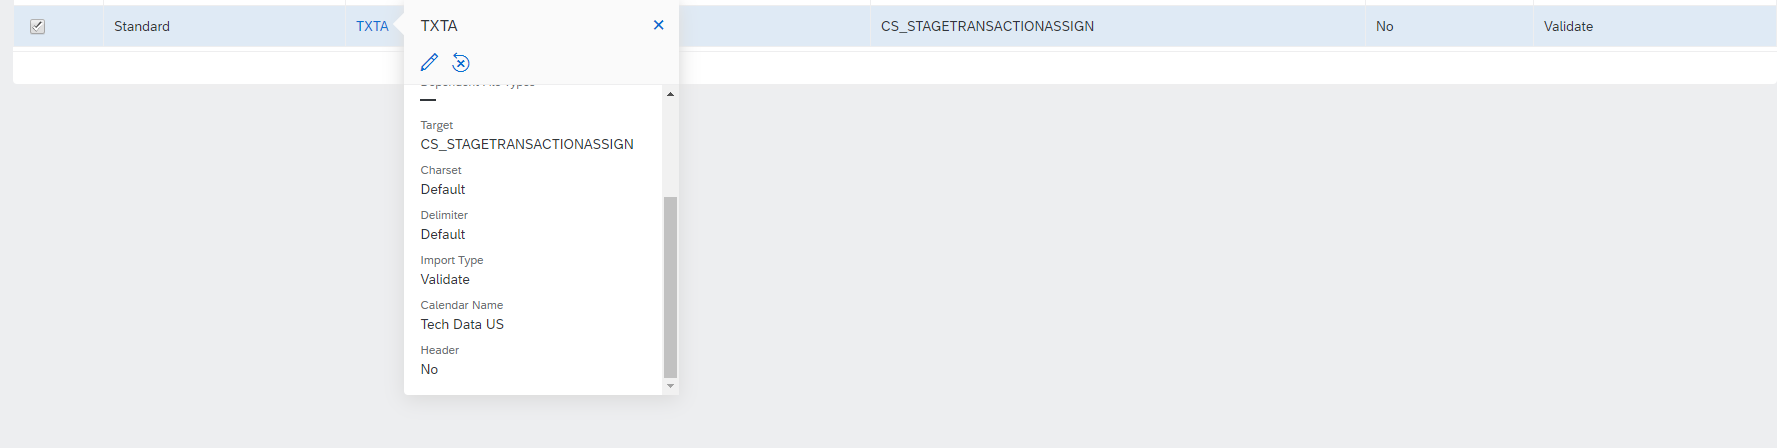 Standard
TXTA
TXTA
CS_STAGETRANSACTIONASSIGN
No
Validate
Target
CS_STAGETRANSACTIONASSIGN
Charset
Default
Delimiter
Default
Import Type
Validate
Calendar Name
Tech Data US
Header
No